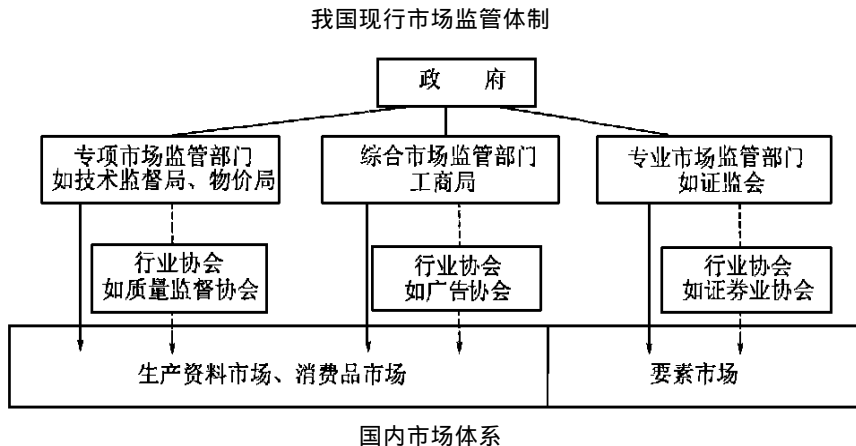 我国现行市场监管体制
政 府
专项市场监管部门
如技术监督局、物价局
综合市场监管部门
工商局
专业市场监管部门
如证监会
行业协会
如质量监督协会
行业协会
如广告协会
行业协会
如证券业协会
生产资料市场、消费品市场
要素市场
国内市场体系